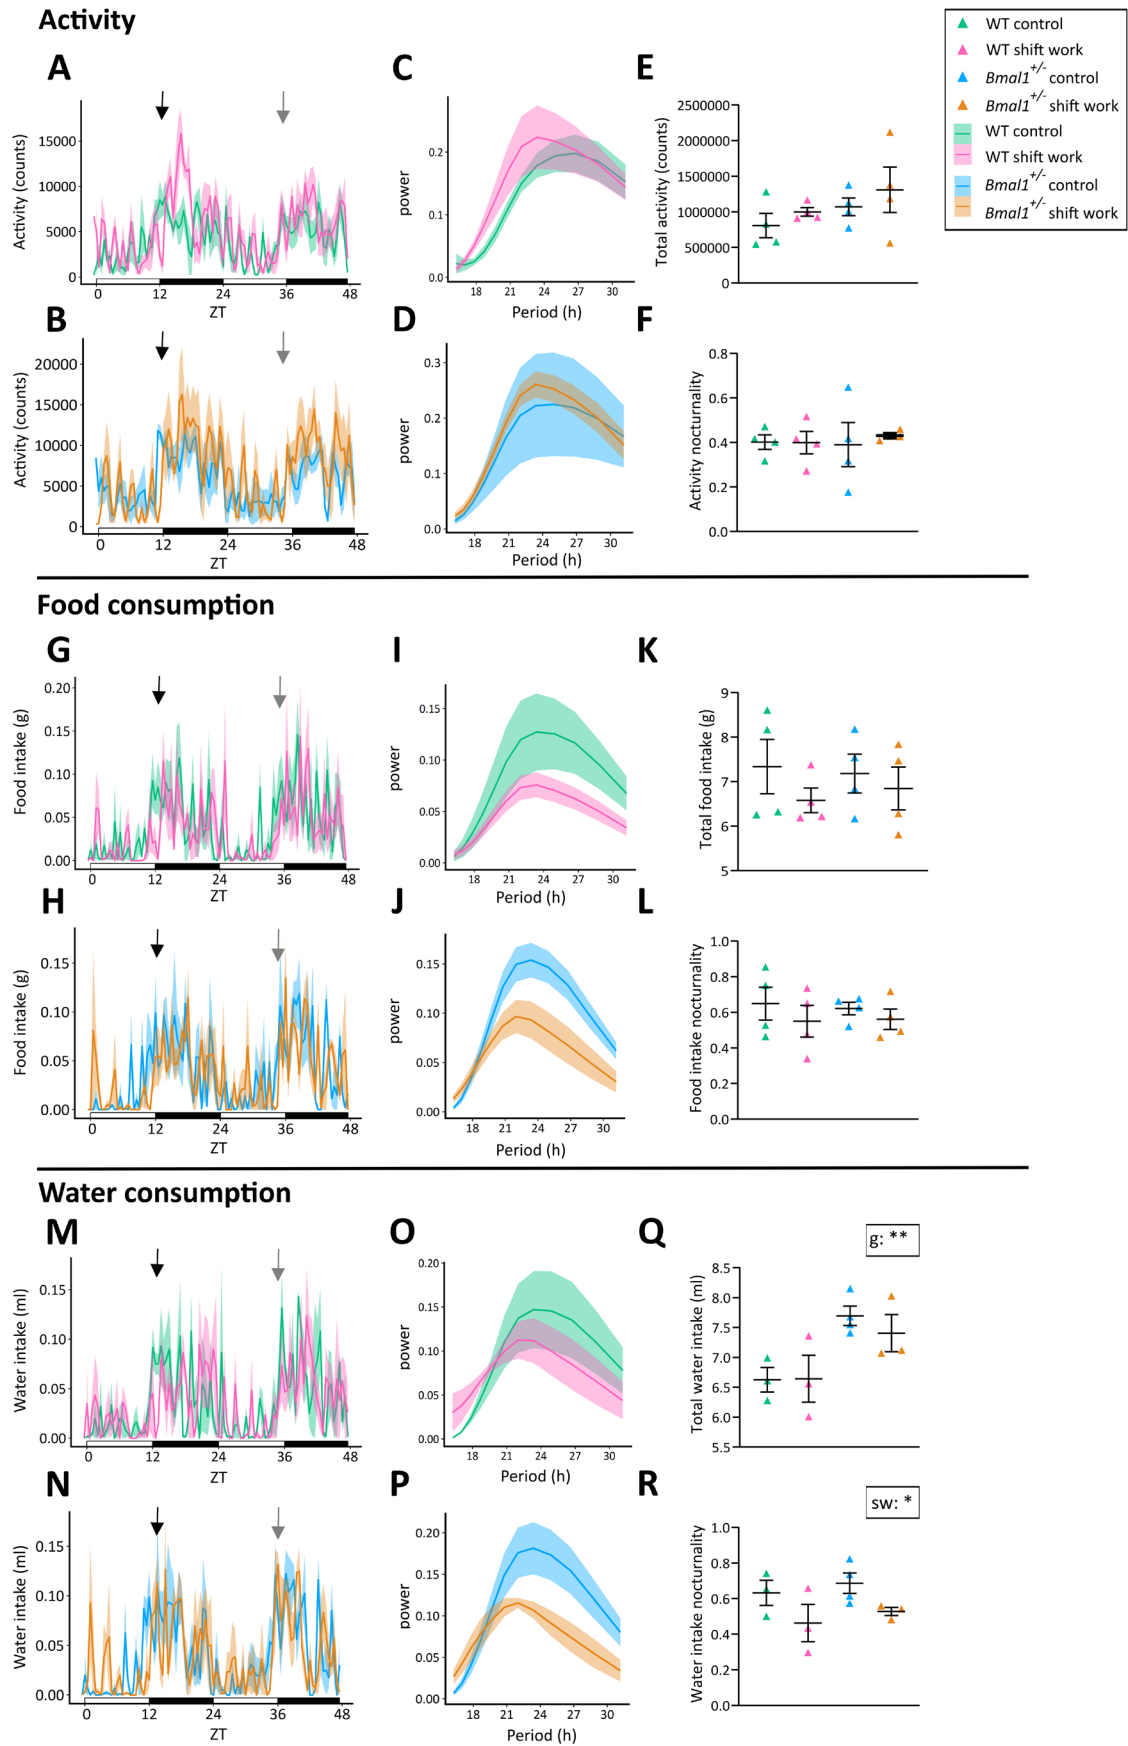 Activity
WT control
WT shift work
Bmal1+/- control
Bmal1+/- shift work
WT control
WT shift work
Bmal1+/- control
Bmal1+/- shift work
A
Activity (counts)
15000
10000
5000
0
0 12 24 36 48
ZT
C
power
0.2
0.1
0.0
18 21 24 27 30
Period (h)
E
Total activity (counts)
2500000
2000000
1500000
1000000
500000
0
B
Activity (counts)
20000
15000
10000
5000
0
0 12 24 36 48
ZT
D
power
0.3
0.2
0.1
0.0
18 21 24 27 30
Period (h)
F
Activity nocturnality
0.8
0.6
0.4
0.2
0.0
Food consumption
G
Food intake (g)
0.20
0.15
0.10
0.05
0.00
0 12 24 36 48
ZT
I
power
0.15
0.10
0.05
0.00
18 21 24 27 30
Period (h)
K
Total food intake (g)
9
8
7
6
5
H
Food intake (g)
0.15
0.10
0.05
0.00
0 12 24 36 48
ZT
J
power
0.15
0.10
0.05
0.00
18 21 24 27 30
Period (h)
L
Food intake nocturnality
1.0
0.8
0.6
0.4
0.2
0.0
Water consumption
M
Water intake (ml)
0.15
0.10
0.05
0.00
0 12 24 36 48
ZT
O
power
0.20
0.15
0.10
0.05
0.00
18 21 24 27 30
Period (h)
Q
g: **
Total water intake (ml)
8.5
8.0
7.5
7.0
6.5
6.0
5.5
N
Water intake (ml)
0.15
0.10
0.05
0.00
0 12 24 36 48
ZT
P
power
0.20
0.15
0.10
0.05
0.00
18 21 24 27 30
Period (h)
R
sw: *
Water intake nocturnality
1.0
0.8
0.6
0.4
0.2
0.0